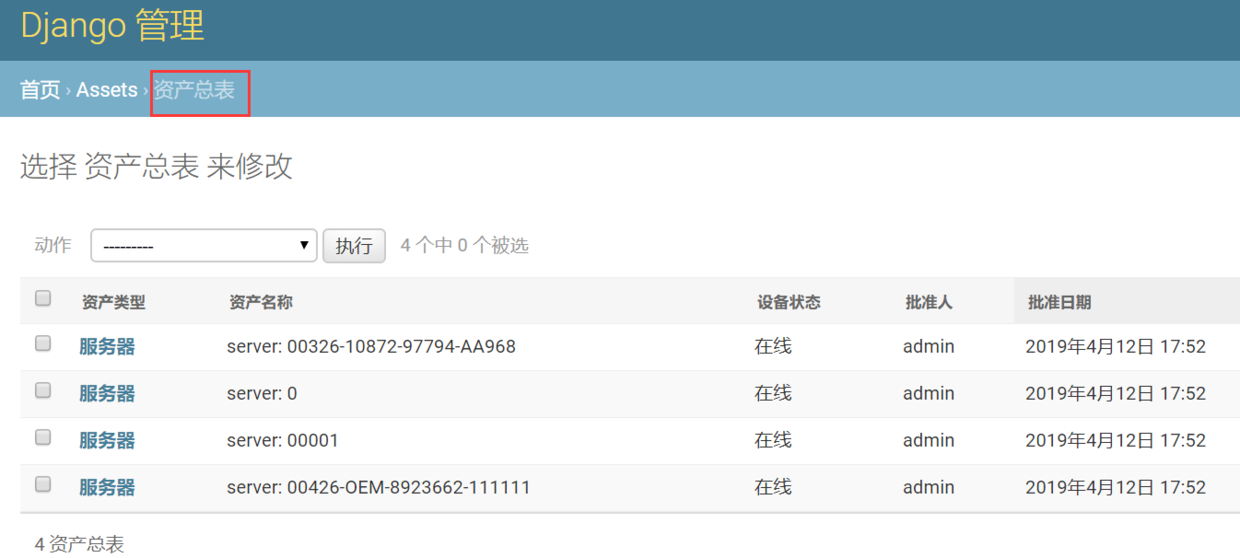 Django 管理
首页 › Assets › 资产总表
选择 资产总表 来修改
动作 --------- 执行 4 个中 0 个被选
资产类型 资产名称 设备状态 批准人 批准日期
服务器 server: 00326-10872-97794-AA968 在线 admin 2019年4月12日 17:52
服务器 server: 0 在线 admin 2019年4月12日 17:52
服务器 server: 00001 在线 admin 2019年4月12日 17:52
服务器 server: 00426-OEM-8923662-111111 在线 admin 2019年4月12日 17:52
4 资产总表